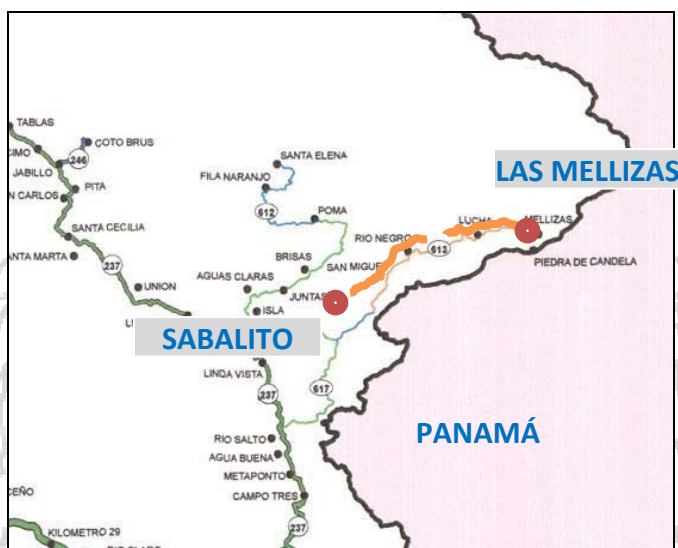 TABLAS
COTO BRUS
246
JABILLO
PITA
SANTA ELENA
FILA NARANJO
LAS MELLIZAS
612
POMA
LUCHA
MELLIZAS
SANTA CECILIA
RIO NEGRO
613
PIEDRA DE CANDELA
237
BRISAS
SAN MIGUE
AGUAS CLARAS
UNION
JUNTAS
ISLA
SABALITO
LINDA VISTA
237
617
PANAMÁ
RIO SALTO
AGUA BUENA
METAPONTO
CAMPO TRES
237
KILOMETRO 29